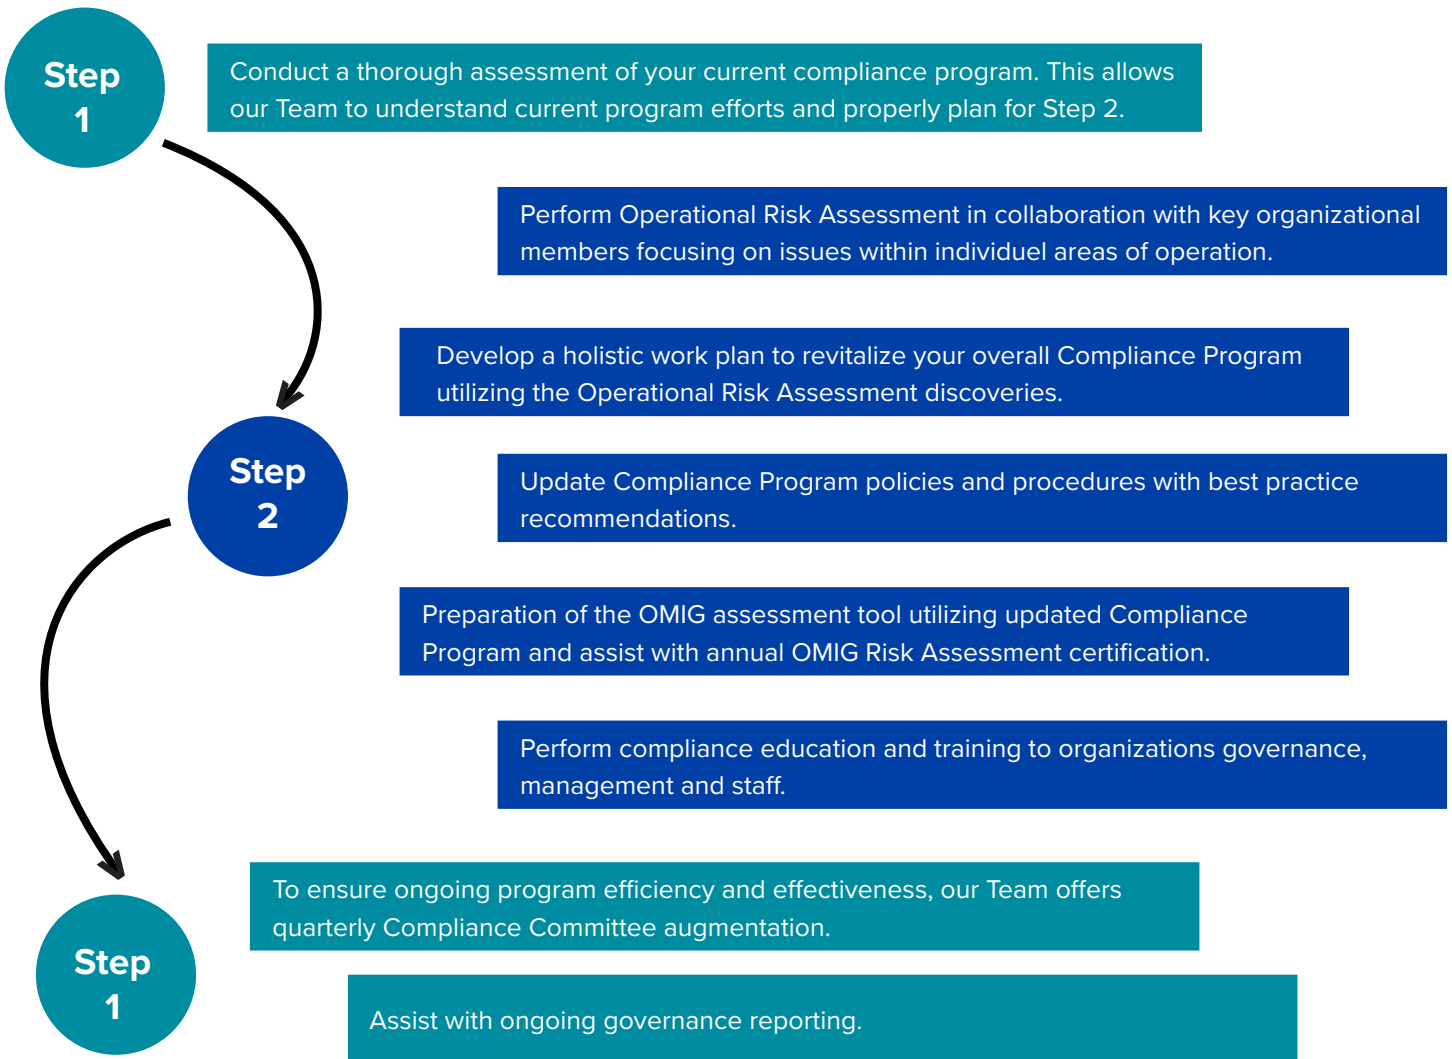 Step
1
Conduct a thorough assessment of your current compliance program. This allows
our Team to understand current program efforts and properly plan for Step 2.
Perform Operational Risk Assessment in collaboration with key organizational
members focusing on issues within individuel areas of operation.
Develop a holistic work plan to revitalize your overall Compliance Program
utilizing the Operational Risk Assessment discoveries.
Step
2
Update Compliance Program policies and procedures with best practice
recommendations.
Preparation of the OMIG assessment tool utilizing updated Compliance
Program and assist with annual OMIG Risk Assessment certification.
Perform compliance education and training to organizations governance,
management and staff.
To ensure ongoing program efficiency and effectiveness, our Team offers
quarterly Compliance Committee augmentation.
Step
1
Assist with ongoing governance reporting.